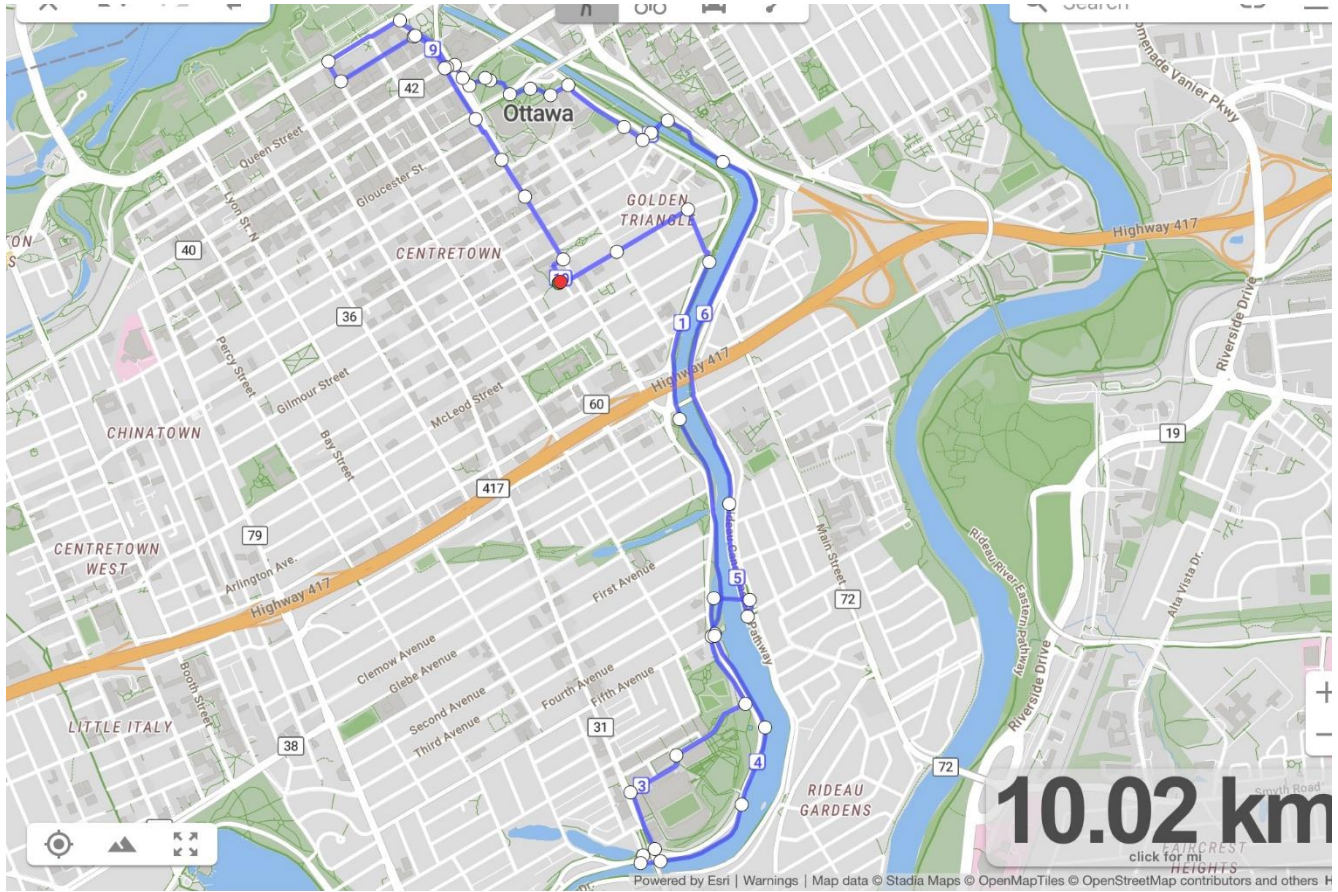 Search
9
42
Ottawa
omenade Vanier Pkwy
Queen Street
Gloucester St.
Lyon St. N
GOLDEN
TRIANGLE
Highway 417
ON
S
40
CENTRETOWN
36
1
6
Riverside Drive
Highway 417
Percy Street
Gilmour Street
McLeod Street
60
CHINATOWN
Bay Street
19
417
79
CENTRETOWN
WEST
Arlington Ave.
Highway 417
First Avenue
5
Main Street
72
Rideau River Eastern Pathway
Alta Vista Dr.
Pathway
Clemow Avenue
Glebe Avenue
Booth Street
Second Avenue
Third Avenue
Fourth Avenue
Fifth Avenue
Riverside Drive
LITTLE ITALY
38
31
4
72
3
RIDEAU
GARDENS
Smyth Road
10.02 km
click for mi
FAIRCREST
HEIGHTS
Powered by Esri | Warnings | Map data © Stadia Maps © OpenMapTiles © OpenStreetMap contributors and others H